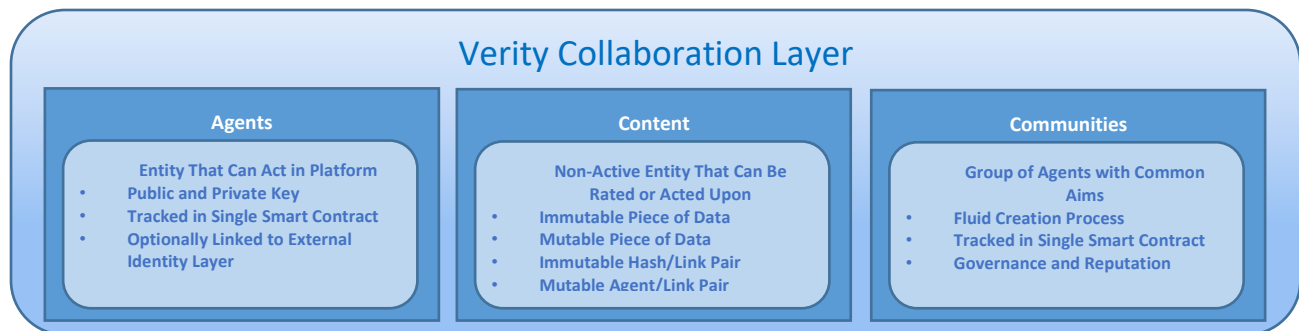 Verity Collaboration Layer
Agents
Entity That Can Act in Platform
• Public and Private Key
• Tracked in Single Smart Contract
• Optionally Linked to External
Identity Layer
Content
Non-Active Entity That Can Be
Rated or Acted Upon
• Immutable Piece of Data
• Mutable Piece of Data
• Immutable Hash/Link Pair
• Mutable Agent/Link Pair
Communities
Group of Agents with Common
Aims
• Fluid Creation Process
• Tracked in Single Smart Contract
• Governance and Reputation